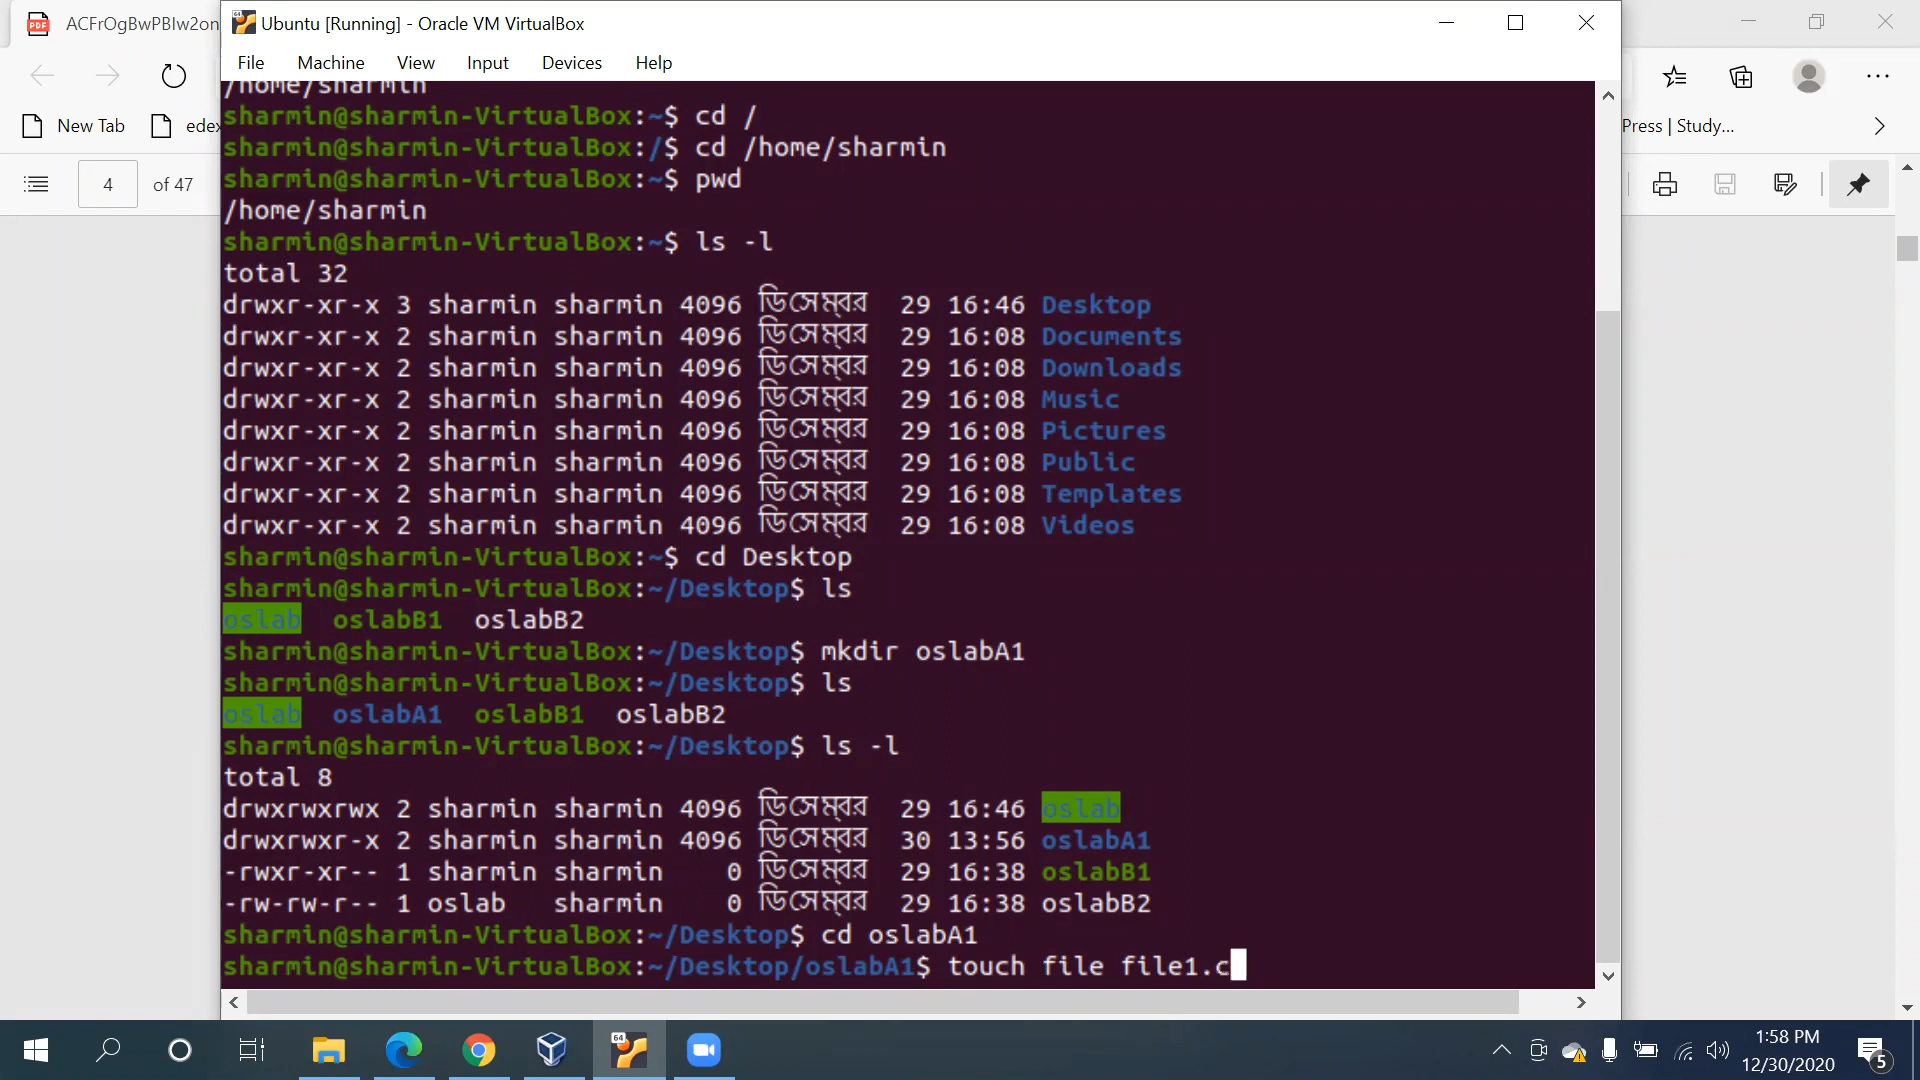 ACFrOgBwPBIw2on
Ubuntu [Running] - Oracle VM VirtualBox
File Machine View Input Devices Help
New Tab
Press | Study...
4 of 47
/home/sharmin
sharmin@sharmin-VirtualBox:~$ cd /
sharmin@sharmin-VirtualBox:/$ cd /home/sharmin
sharmin@sharmin-VirtualBox:~$ pwd
/home/sharmin
sharmin@sharmin-VirtualBox:~$ ls -l
total 32
drwxr-xr-x 3 sharmin sharmin 4096 ডিসেম্বর 29 16:46 Desktop
drwxr-xr-x 2 sharmin sharmin 4096 ডিসেম্বর 29 16:08 Documents
drwxr-xr-x 2 sharmin sharmin 4096 ডিসেম্বর 29 16:08 Downloads
drwxr-xr-x 2 sharmin sharmin 4096 ডিসেম্বর 29 16:08 Music
drwxr-xr-x 2 sharmin sharmin 4096 ডিসেম্বর 29 16:08 Pictures
drwxr-xr-x 2 sharmin sharmin 4096 ডিসেম্বর 29 16:08 Public
drwxr-xr-x 2 sharmin sharmin 4096 ডিসেম্বর 29 16:08 Templates
drwxr-xr-x 2 sharmin sharmin 4096 ডিসেম্বর 29 16:08 Videos
sharmin@sharmin-VirtualBox:~$ cd Desktop
sharmin@sharmin-VirtualBox:~/Desktop$ ls
oslab oslabB1 oslabB2
sharmin@sharmin-VirtualBox:~/Desktop$ mkdir oslabA1
sharmin@sharmin-VirtualBox:~/Desktop$ ls
oslab oslabA1 oslabB1 oslabB2
sharmin@sharmin-VirtualBox:~/Desktop$ ls -l
total 8
drwxrwxrwx 2 sharmin sharmin 4096 ডিসেম্বর 29 16:46 oslab
drwxrwxr-x 2 sharmin sharmin 4096 ডিসেম্বর 30 13:56 oslabA1
-rwxr-xr-- 1 sharmin sharmin 0 ডিসেম্বর 29 16:38 oslabB1
-rw-rw-r-- 1 oslab sharmin 0 ডিসেম্বর 29 16:38 oslabB2
sharmin@sharmin-VirtualBox:~/Desktop$ cd oslabA1
sharmin@sharmin-VirtualBox:~/Desktop/oslabA1$ touch file file1.c
1:58 PM
12/30/2020
5